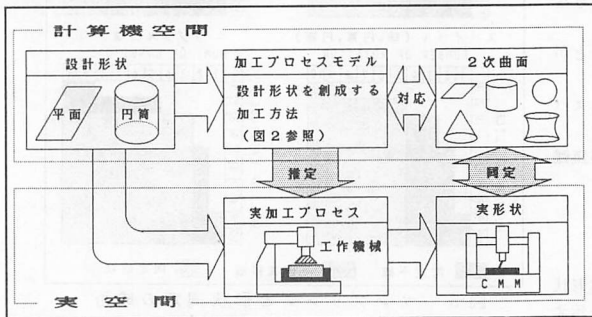 計算機空間
設計形状
平面
円筒
加工プロセスモデル
設計形状を創成する
加工方法
(図2参照)
対応
2次曲面
推定
同定
実加工プロセス
工作機械
実形状
CMM
実空間